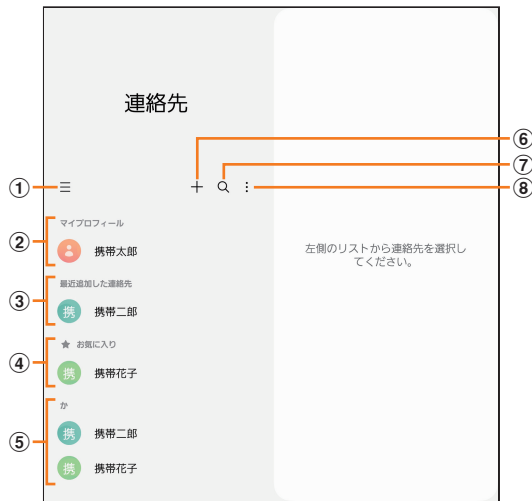 連絡先
⑥
⑦
① ⑧
マイプロフィール
② 携帯太郎
左側のリストから連絡先を選択し
てください。
最近追加した連絡先
③ 携 携帯二郎
★ お気に入り
④ 携 携帯花子
か
⑤ 携 携帯二郎
携 携帯花子